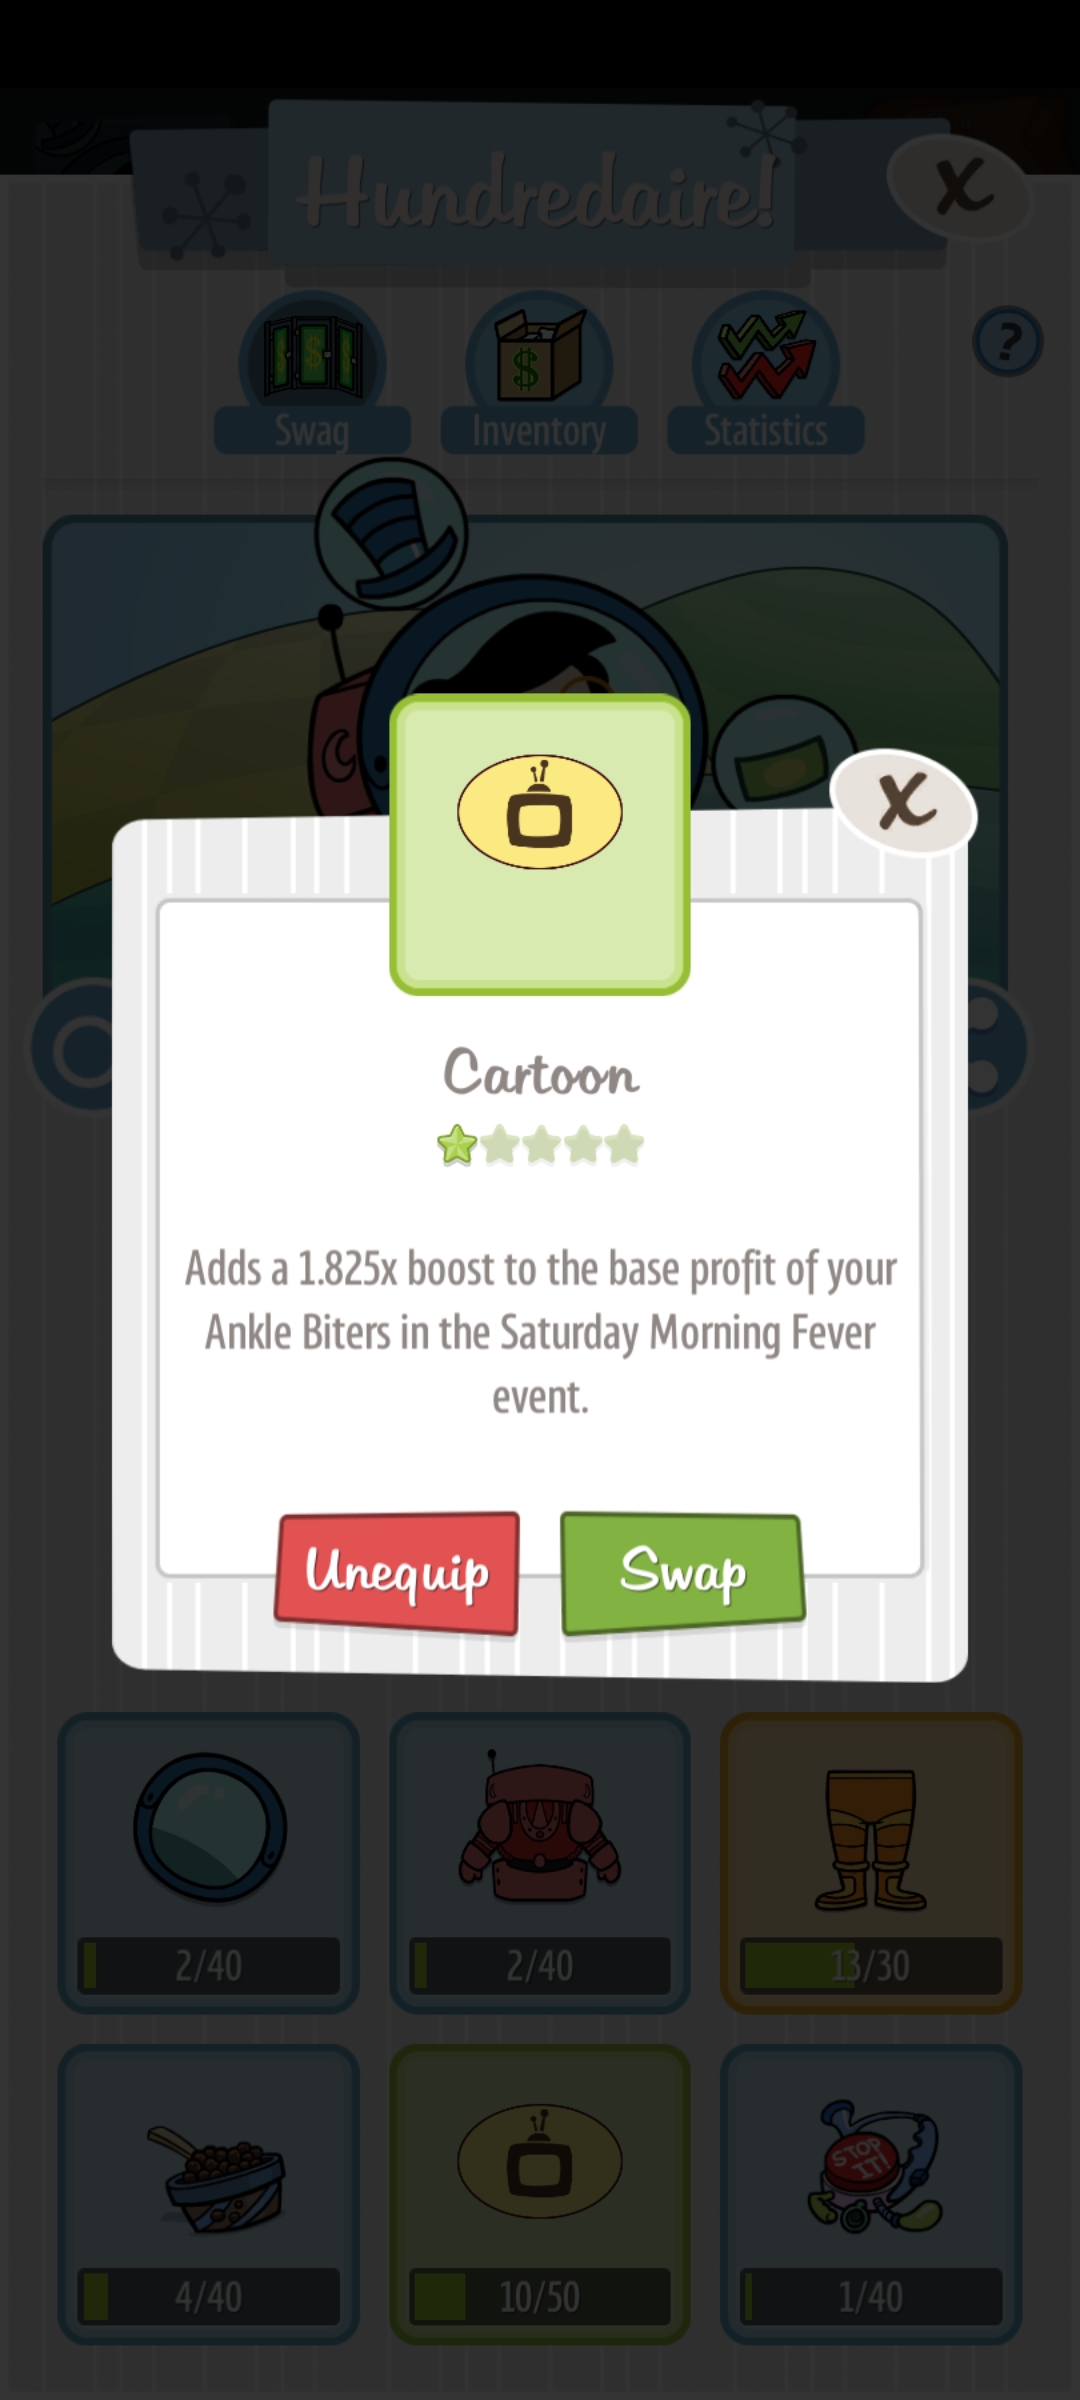 Hundredaire!
X
?
Swag
Inventory
Statistics
X
Cartoon
Adds a 1.825x boost to the base profit of your
Ankle Biters in the Saturday Morning Fever
event.
Unequip
Swap
2/40
2/40
13/30
STOP
IT!
4/40
10/50
1/40